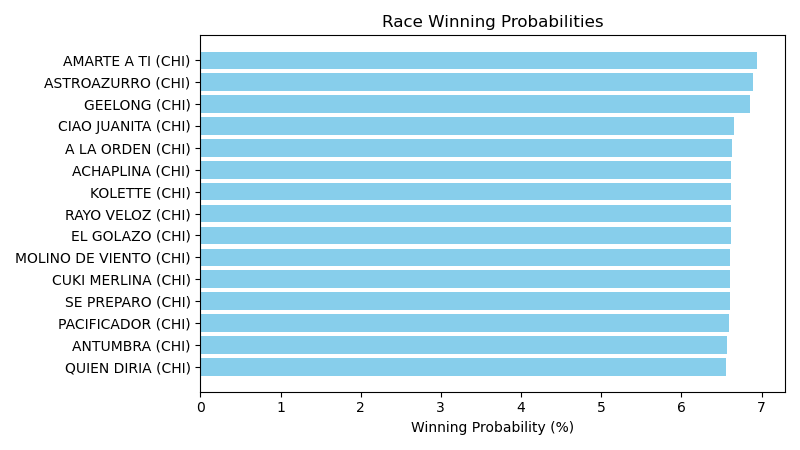 Race Winning Probabilities
AMARTE A TI (CHI)
ASTROAZURRO (CHI)
GEELONG (CHI)
CIAO JUANITA (CHI)
A LA ORDEN (CHI)
ACHAPLINA (CHI)
KOLETTE (CHI)
RAYO VELOZ (CHI)
EL GOLAZO (CHI)
MOLINO DE VIENTO (CHI)
CUKI MERLINA (CHI)
SE PREPARO (CHI)
PACIFICADOR (CHI)
ANTUMBRA (CHI)
QUIEN DIRIA (CHI)
0 1 2 3 4 5 6 7
Winning Probability (%)